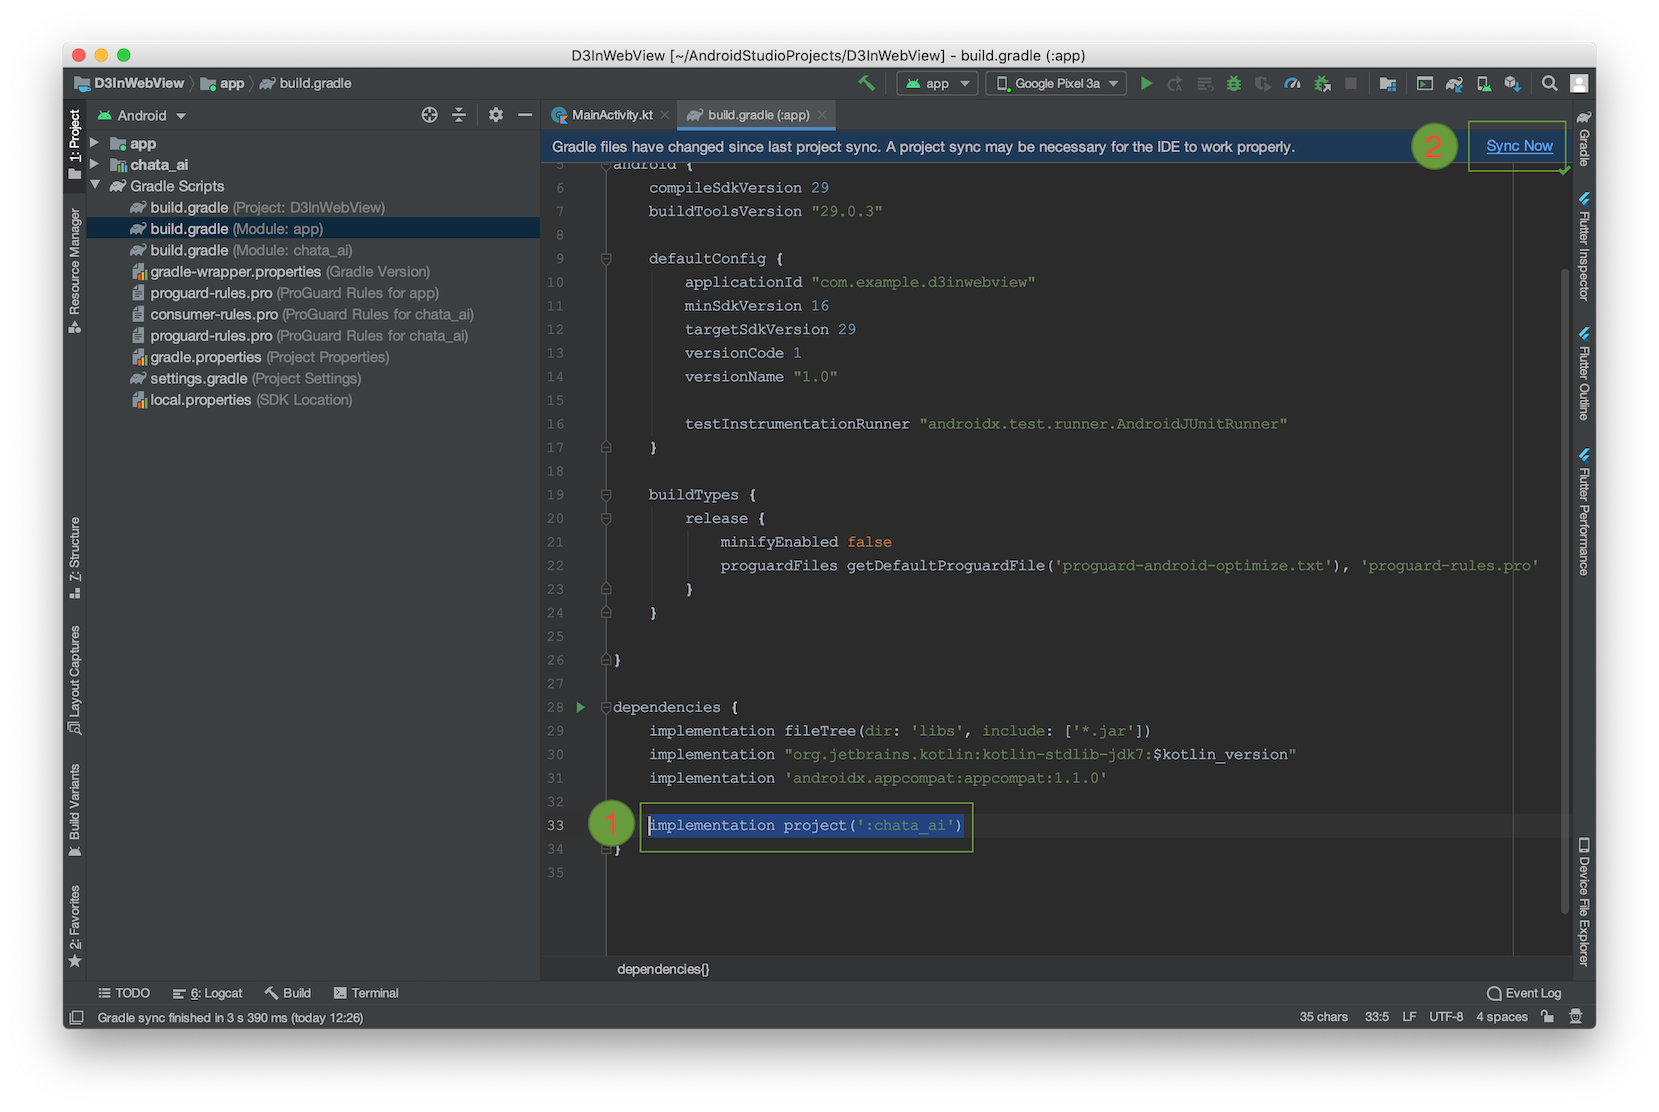 D3InWebView [~/AndroidStudioProjects/D3InWebView] - build.gradle (:app)
D3InWebView app build.gradle
app Google Pixel 3a
1: Project
Resource Manager
7: Structure
Layout Captures
Build Variants
2: Favorites
Android
app
chata_ai
Gradle Scripts
build.gradle (Project: D3InWebView)
build.gradle (Module: app)
build.gradle (Module: chata_ai)
gradle-wrapper.properties (Gradle Version)
proguard-rules.pro (ProGuard Rules for app)
consumer-rules.pro (ProGuard Rules for chata_ai)
proguard-rules.pro (ProGuard Rules for chata_ai)
gradle.properties (Project Properties)
settings.gradle (Project Settings)
local.properties (SDK Location)
MainActivity.kt build.gradle (:app)
Gradle files have changed since last project sync. A project sync may be necessary for the IDE to work properly.
2 Sync Now
5 android {
6 compileSdkVersion 29
7 buildToolsVersion "29.0.3"
8
9 defaultConfig {
10 applicationId "com.example.d3inwebview"
11 minSdkVersion 16
12 targetSdkVersion 29
13 versionCode 1
14 versionName "1.0"
15
16 testInstrumentationRunner "androidx.test.runner.AndroidJUnitRunner"
17 }
18
19 buildTypes {
20 release {
21 minifyEnabled false
22 proguardFiles getDefaultProguardFile('proguard-android-optimize.txt'), 'proguard-rules.pro'
23 }
24 }
25
26 }
27
28 dependencies {
29 implementation fileTree(dir: 'libs', include: ['*.jar'])
30 implementation "org.jetbrains.kotlin:kotlin-stdlib-jdk7:$kotlin_version"
31 implementation 'androidx.appcompat:appcompat:1.1.0'
32
33 1 implementation project(':chata_ai')
34 }
35
dependencies{}
Gradle
Flutter Inspector
Flutter Outline
Flutter Performance
Device File Explorer
TODO 6: Logcat Build Terminal Event Log
Gradle sync finished in 3 s 390 ms (today 12:26) 35 chars 33:5 LF UTF-8 4 spaces